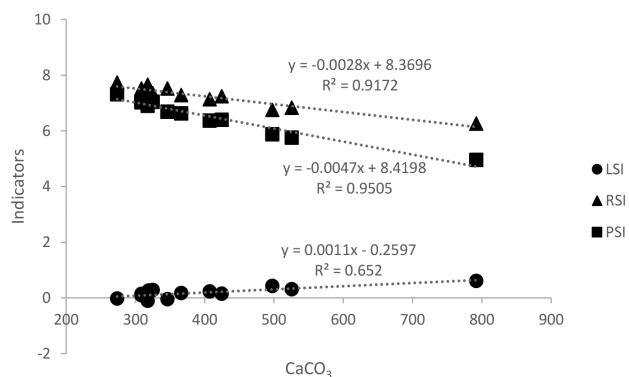 10
y = -0.0028x + 8.3696
R² = 0.9172
8
6
Indicators
4
y = -0.0047x + 8.4198
R² = 0.9505
LSI
RSI
PSI
2
y = 0.0011x - 0.2597
R² = 0.652
0
200 300 400 500 600 700 800 900
-2
CaCO₃